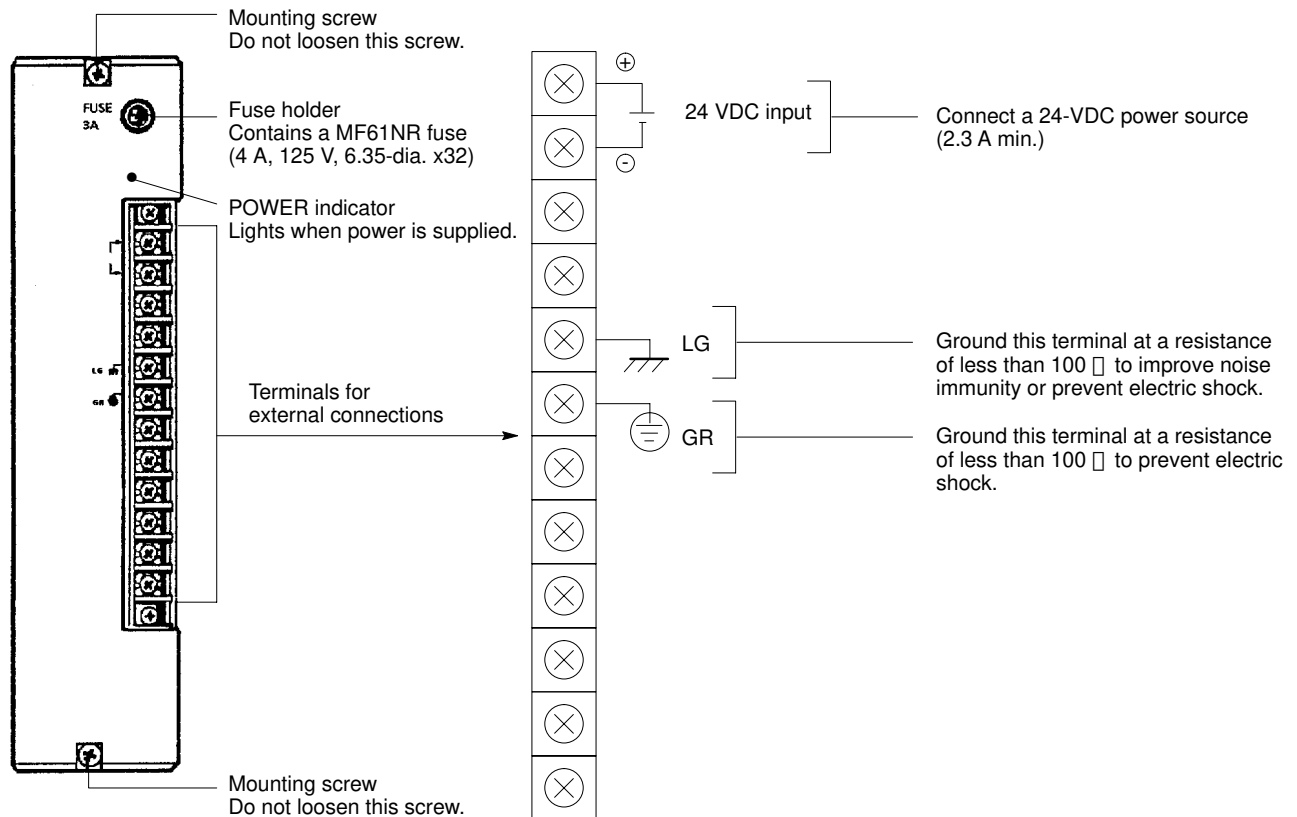 Mounting screw
Do not loosen this screw.
FUSE
3A
Fuse holder
Contains a MF61NR fuse
(4 A, 125 V, 6.35-dia. x32)
POWER indicator
Lights when power is supplied.
LG
GR
Terminals for
external connections
Mounting screw
Do not loosen this screw.
+
24 VDC input
-
Connect a 24-VDC power source
(2.3 A min.)
LG
Ground this terminal at a resistance
of less than 100 ▯ to improve noise
immunity or prevent electric shock.
GR
Ground this terminal at a resistance
of less than 100 ▯ to prevent electric
shock.